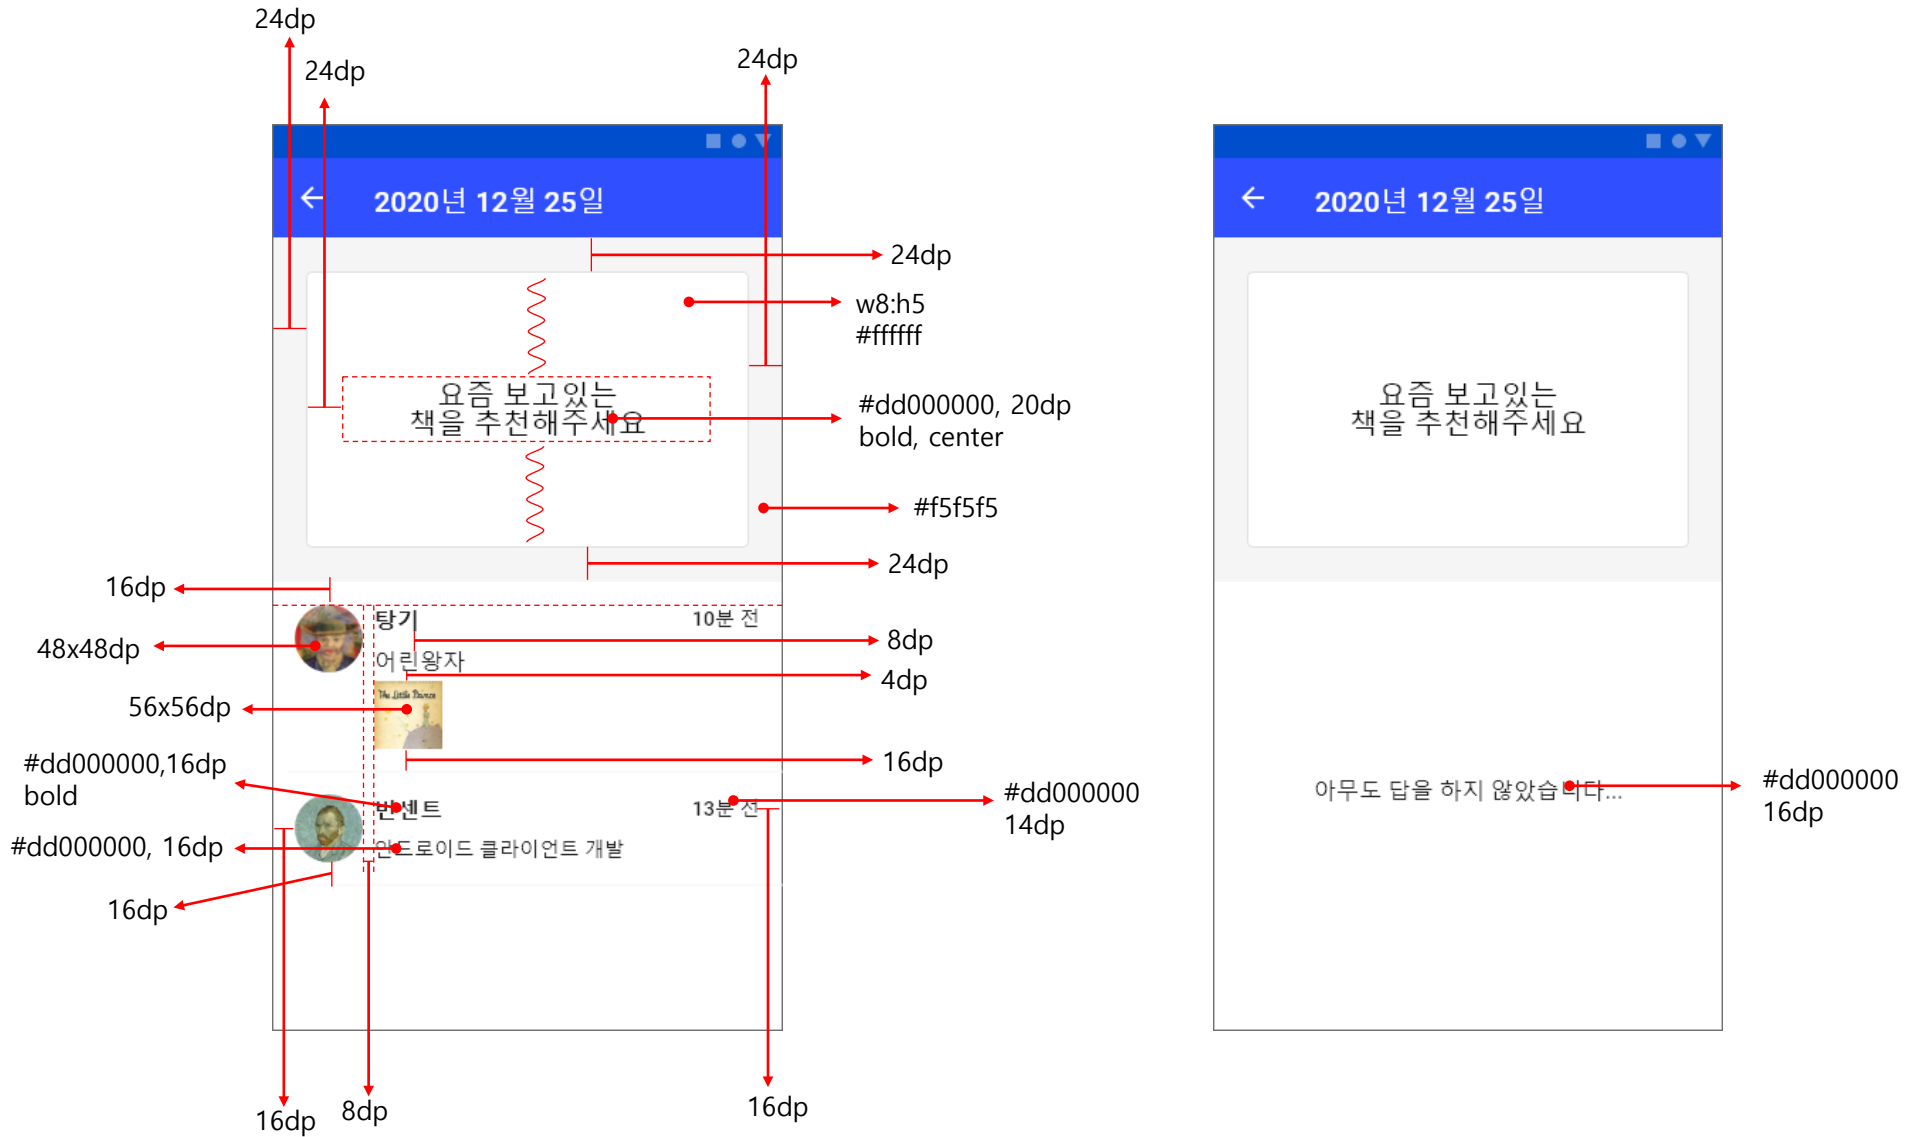 24dp
24dp
24dp
2020년 12월 25일
24dp
w8:h5
#ffffff
요즘 보고있는
책을 추천해주세요
#dd000000, 20dp
bold, center
#f5f5f5
24dp
16dp
탕기
10분 전
8dp
48x48dp
어린왕자
4dp
The Little Prince
56x56dp
16dp
#dd000000,16dp
bold
빈센트
13분 전
#dd000000
14dp
#dd000000, 16dp
안드로이드 클라이언트 개발
16dp
16dp
8dp
16dp
2020년 12월 25일
요즘 보고있는
책을 추천해주세요
아무도 답을 하지 않았습니다...
#dd000000
16dp